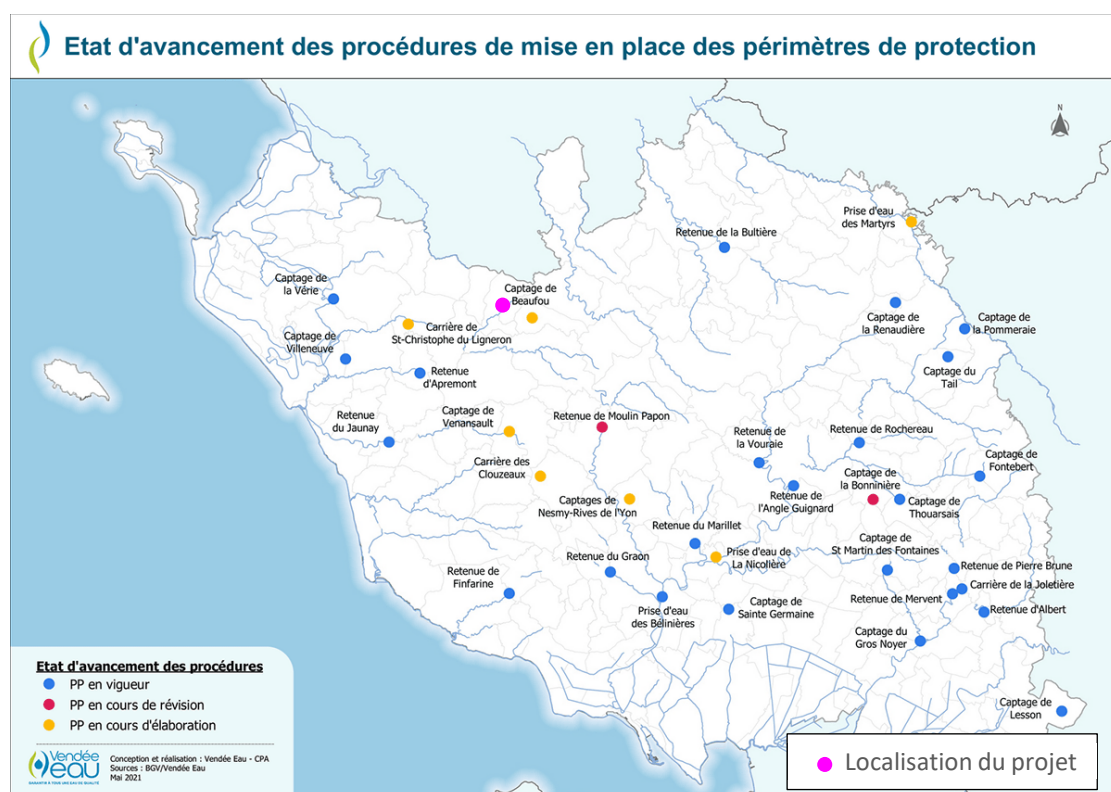 Etat d'avancement des procédures de mise en place des périmètres de protection
N
Prise d'eau
des Martyrs
Retenue de la Bultière
Captage de
la Vérie
Captage de
Beaufou
Captage de
la Renaudière
Captage de
la Pommeraie
Carrière de
St-Christophe du Ligneron
Captage de
Villeneuve
Retenue
d'Apremont
Captage du
Tail
Retenue
du Jaunay
Captage de
Venansault
Retenue de Moulin Papon
Retenue de
la Vouraie
Retenue de Rochereau
Carrière des
Clouzeaux
Captage de
la Bonninière
Captage de
Fontebert
Captages de
Nesmy-Rives de l'Yon
Retenue de
l'Angle Guignard
Captage de
Thouarsais
Retenue du Marillet
Captage de
St Martin des Fontaines
Retenue du Graon
Prise d'eau de
La Nicolière
Retenue de Pierre Brune
Retenue de
Finfarine
Carrière de la Joletière
Retenue de Mervent
Prise d'eau
des Bélinières
Captage de
Sainte Germaine
Retenue d'Albert
Captage du
Gros Noyer
Captage de
Lesson
Etat d'avancement des procédures
PP en vigueur
PP en cours de révision
PP en cours d'élaboration
Vendée
eau
GARANTIR À TOUS UNE EAU DE QUALITÉ
Conception et réalisation : Vendée Eau - CPA
Sources : BGV/Vendée Eau
Mai 2021
Localisation du projet